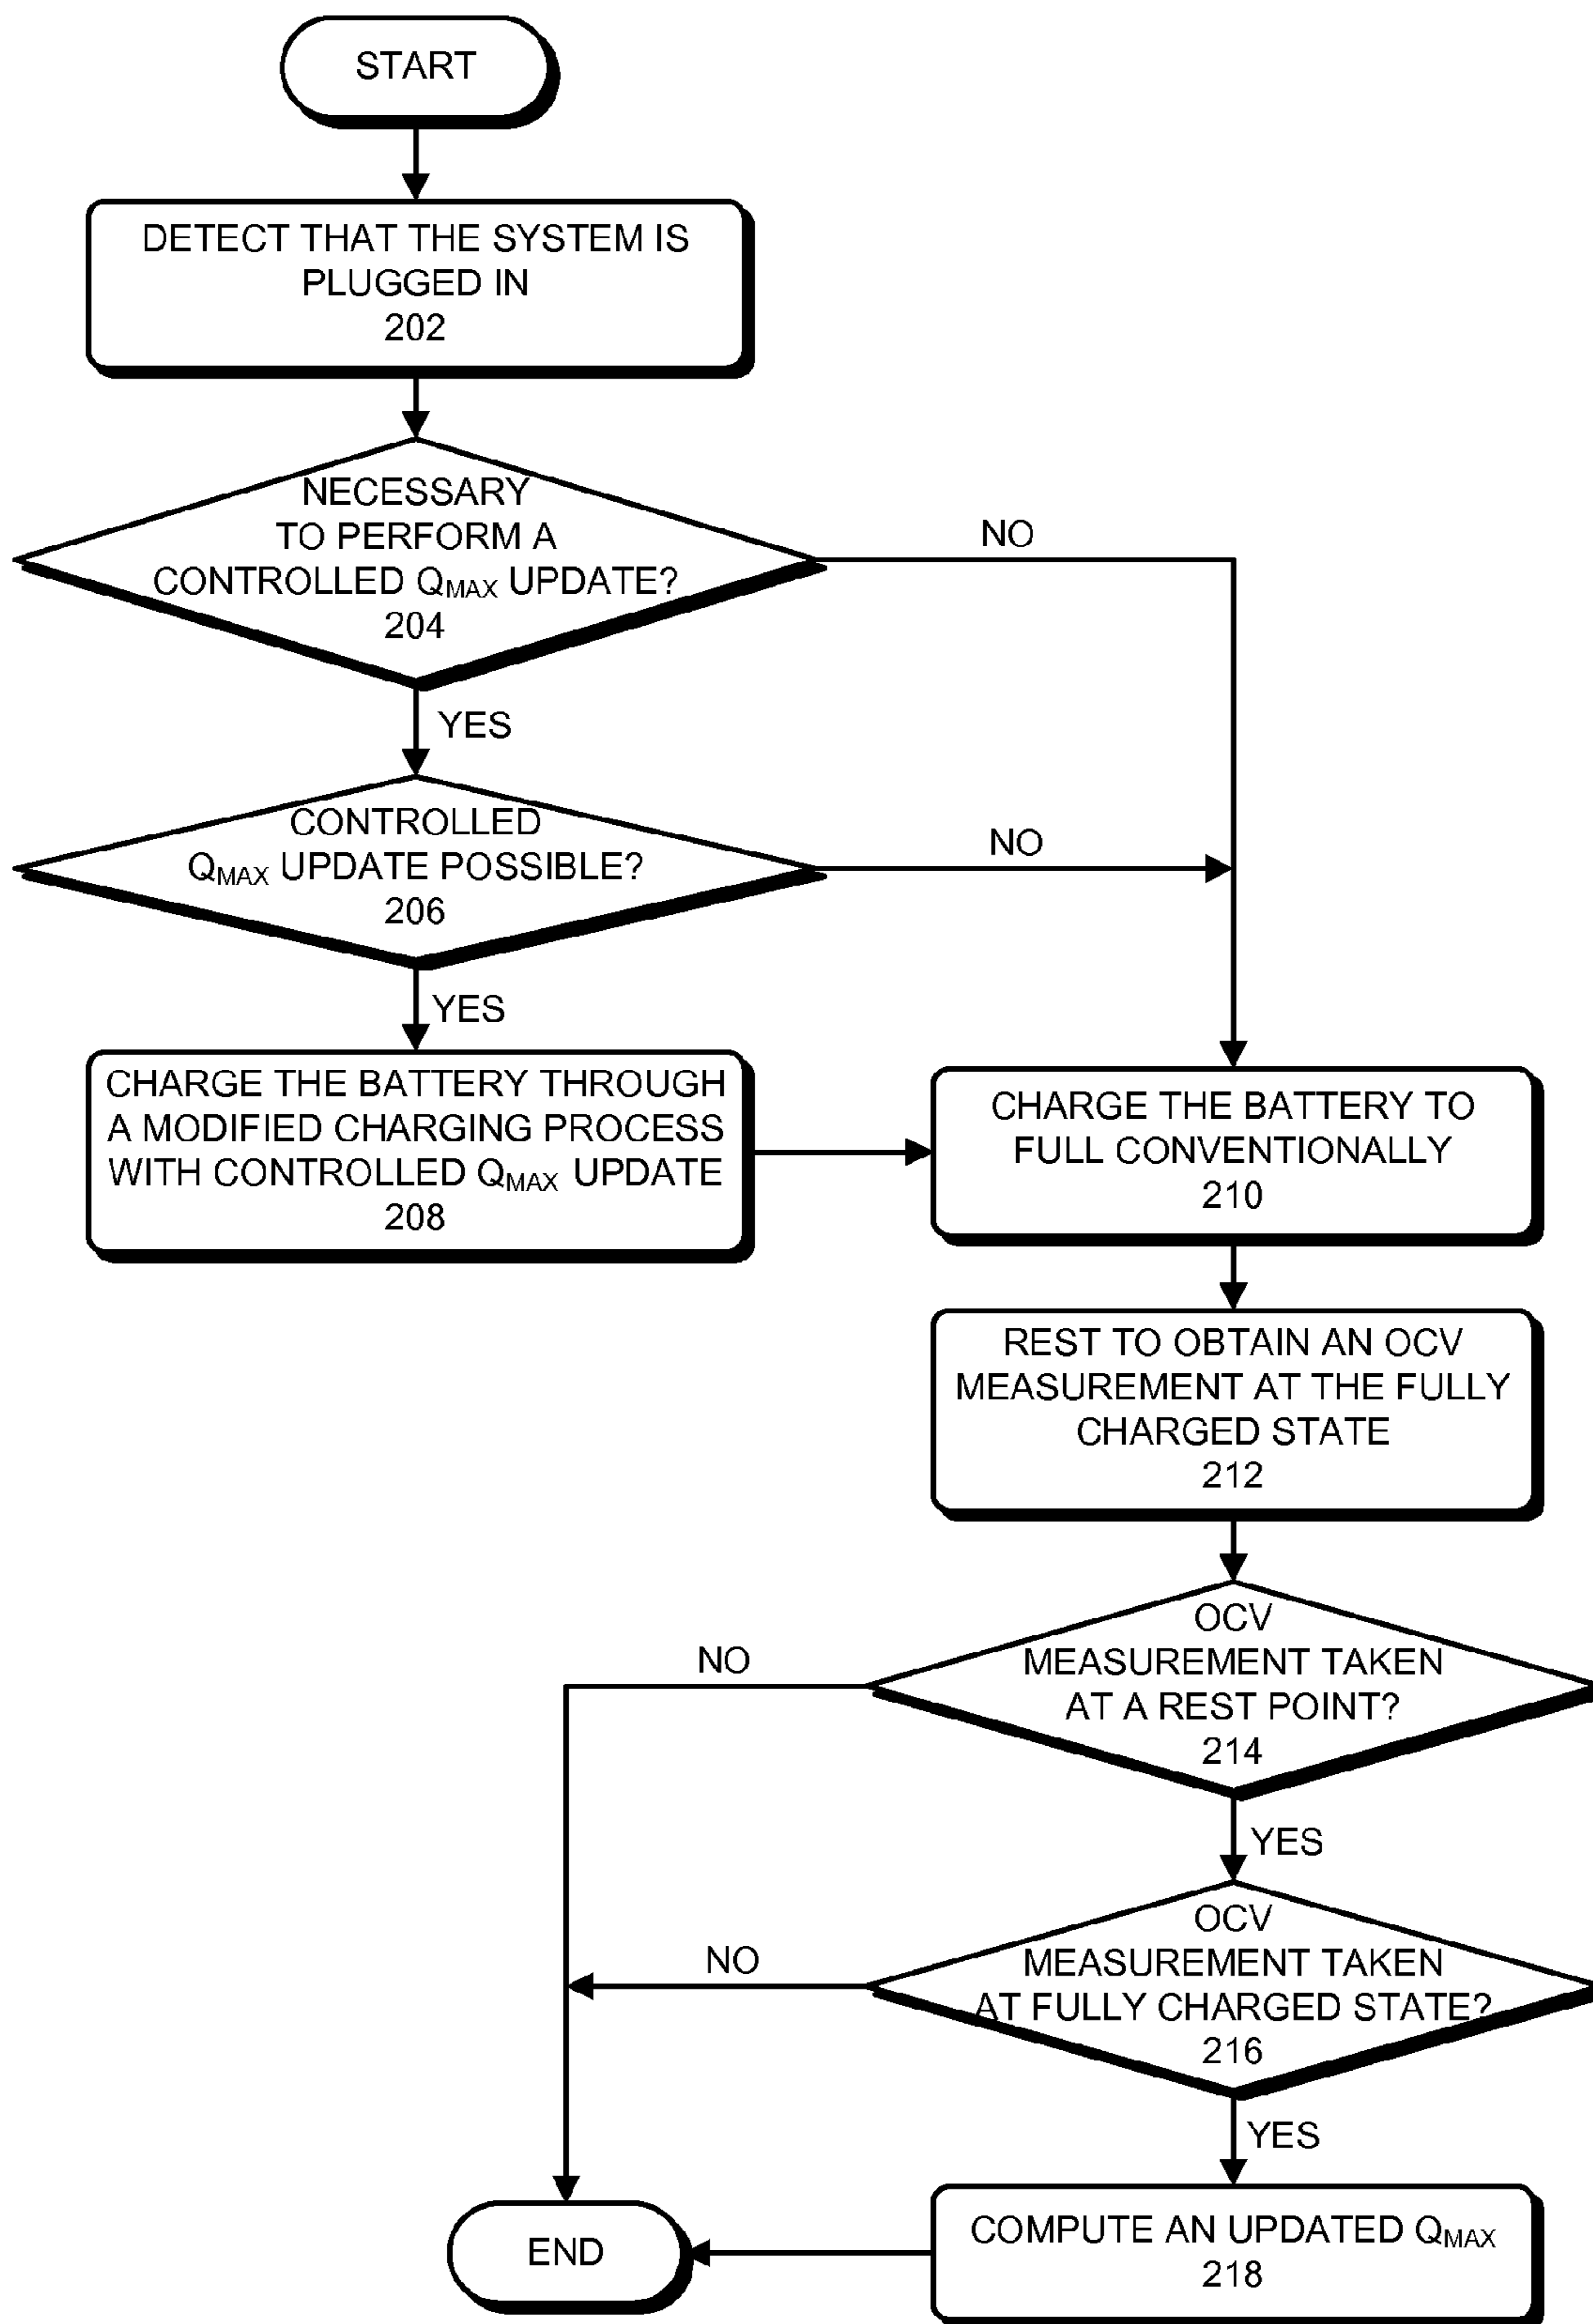 START
DETECT THAT THE SYSTEM IS
PLUGGED IN
202
NECESSARY
TO PERFORM A
CONTROLLED QMAX UPDATE?
204
NO
YES
CONTROLLED
QMAX UPDATE POSSIBLE?
206
NO
YES
CHARGE THE BATTERY THROUGH
A MODIFIED CHARGING PROCESS
WITH CONTROLLED QMAX UPDATE
208
CHARGE THE BATTERY TO
FULL CONVENTIONALLY
210
REST TO OBTAIN AN OCV
MEASUREMENT AT THE FULLY
CHARGED STATE
212
OCV
MEASUREMENT TAKEN
AT A REST POINT?
214
NO
YES
OCV
MEASUREMENT TAKEN
AT FULLY CHARGED STATE?
216
NO
YES
COMPUTE AN UPDATED QMAX
218
END